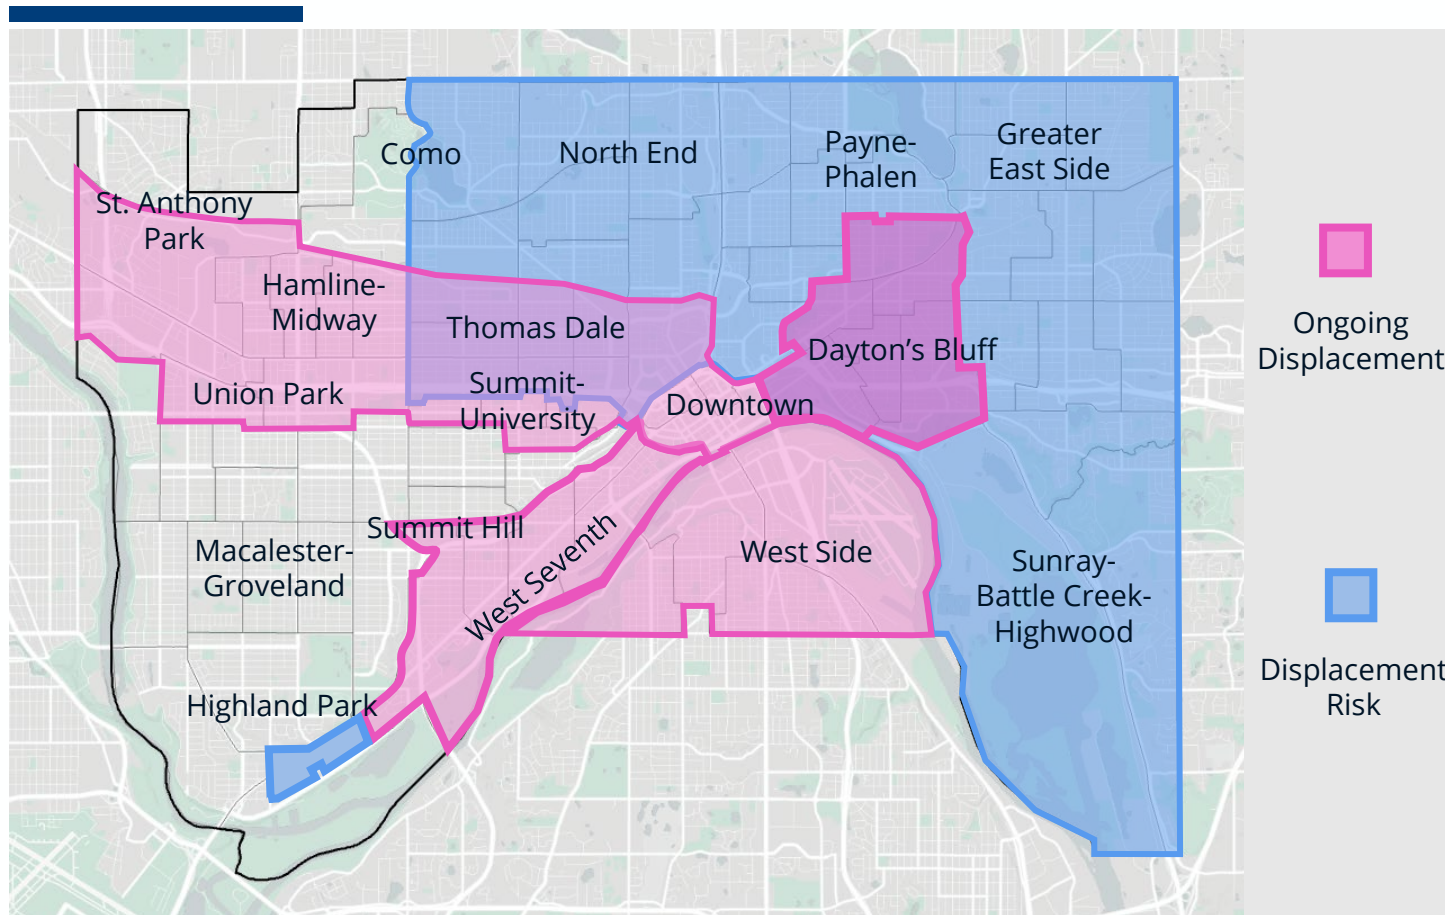 Como
North End
Payne-
Phalen
Greater
East Side
St. Anthony
Park
Hamline-
Midway
Thomas Dale
Dayton's Bluff
Union Park
Summit-
University
Downtown
Summit Hill
Macalester-
Groveland
West Seventh
West Side
Sunray-
Battle Creek-
Highwood
Highland Park
Ongoing
Displacement
Displacement
Risk